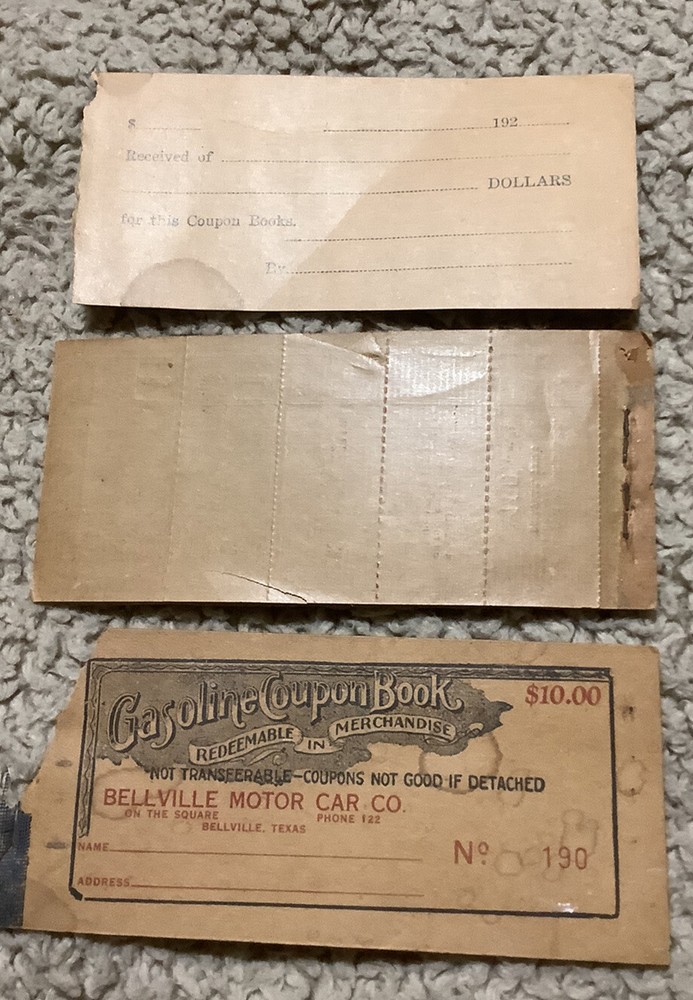 $ 192
Received of
DOLLARS
for this Coupon Books.
By
Gasoline Coupon Book
$10.00
REDEEMABLE IN MERCHANDISE
NOT TRANSFERABLE—COUPONS NOT GOOD IF DETACHED
BELLVILLE MOTOR CAR CO.
ON THE SQUARE PHONE 122
BELLVILLE, TEXAS
NAME
Nº 190
ADDRESS